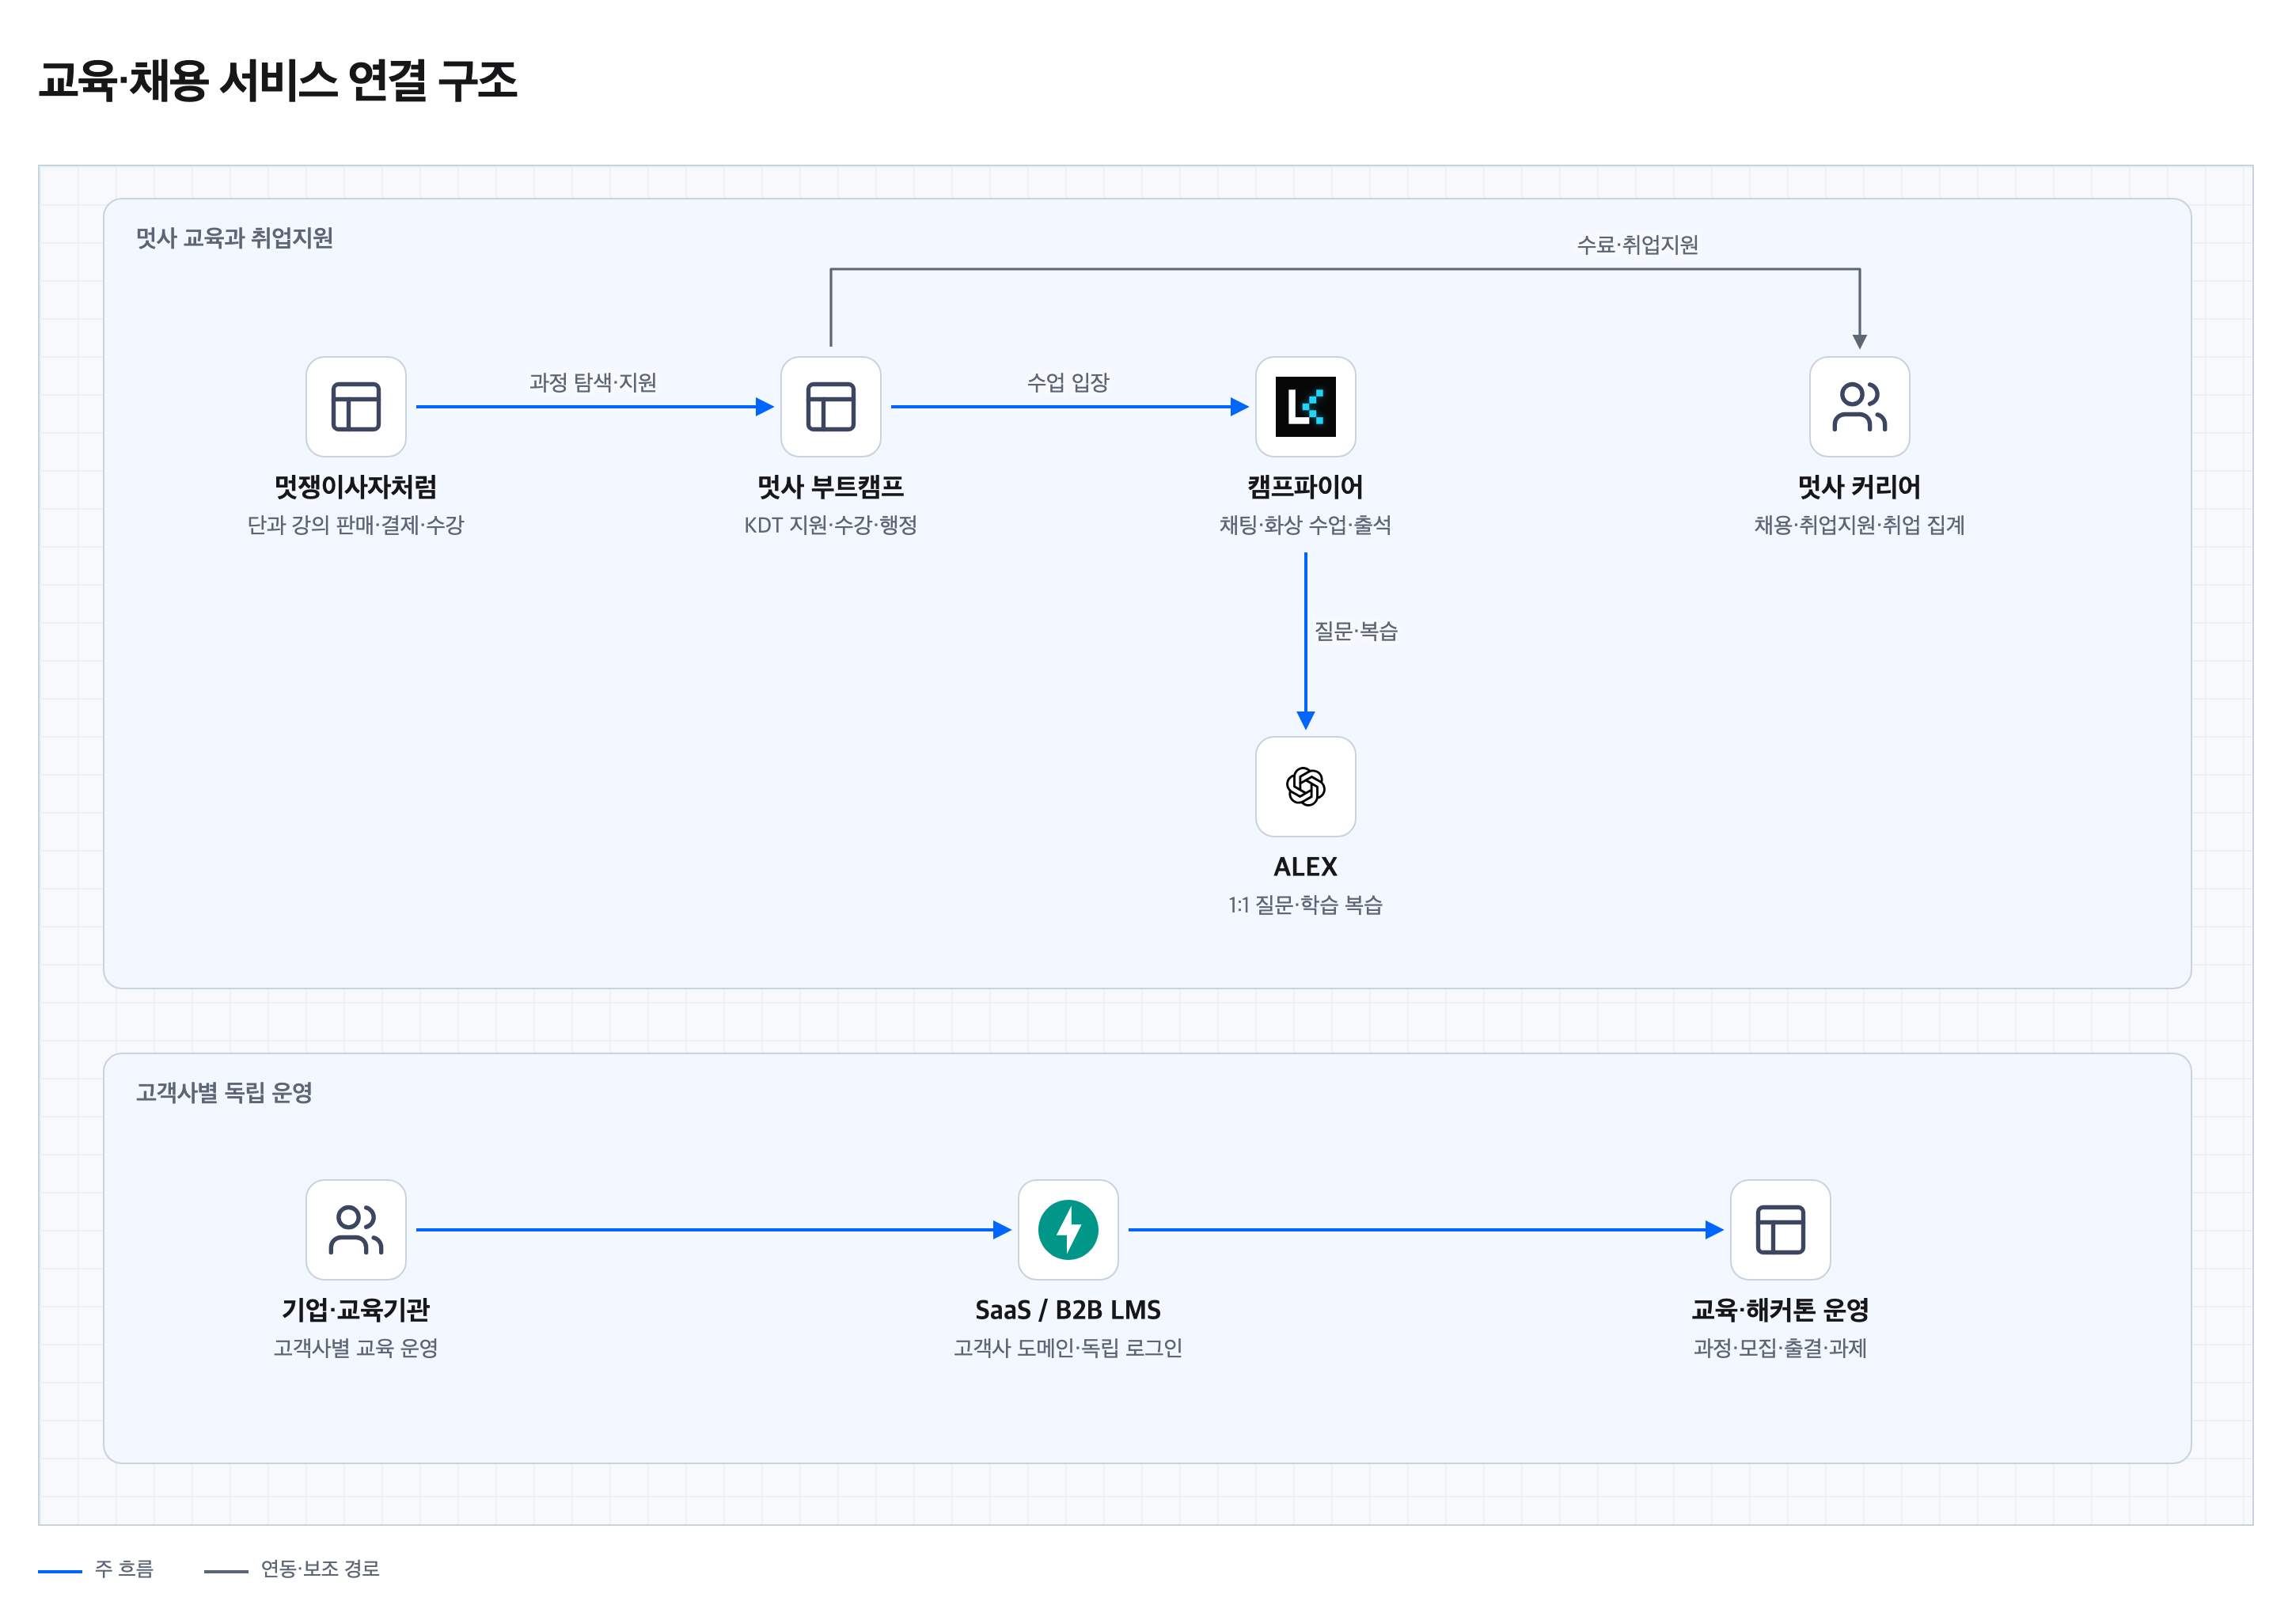 교육·채용 서비스 연결 구조
멋사 교육과 취업지원
수료·취업지원
과정 탐색·지원
수업 입장
멋쟁이사자처럼
단과 강의 판매·결제·수강
멋사 부트캠프
KDT 지원·수강·행정
캠프파이어
채팅·화상 수업·출석
멋사 커리어
채용·취업지원·취업 집계
질문·복습
ALEX
1:1 질문·학습 복습
고객사별 독립 운영
기업·교육기관
고객사별 교육 운영
SaaS / B2B LMS
고객사 도메인·독립 로그인
교육·해커톤 운영
과정·모집·출결·과제
주 흐름
연동·보조 경로